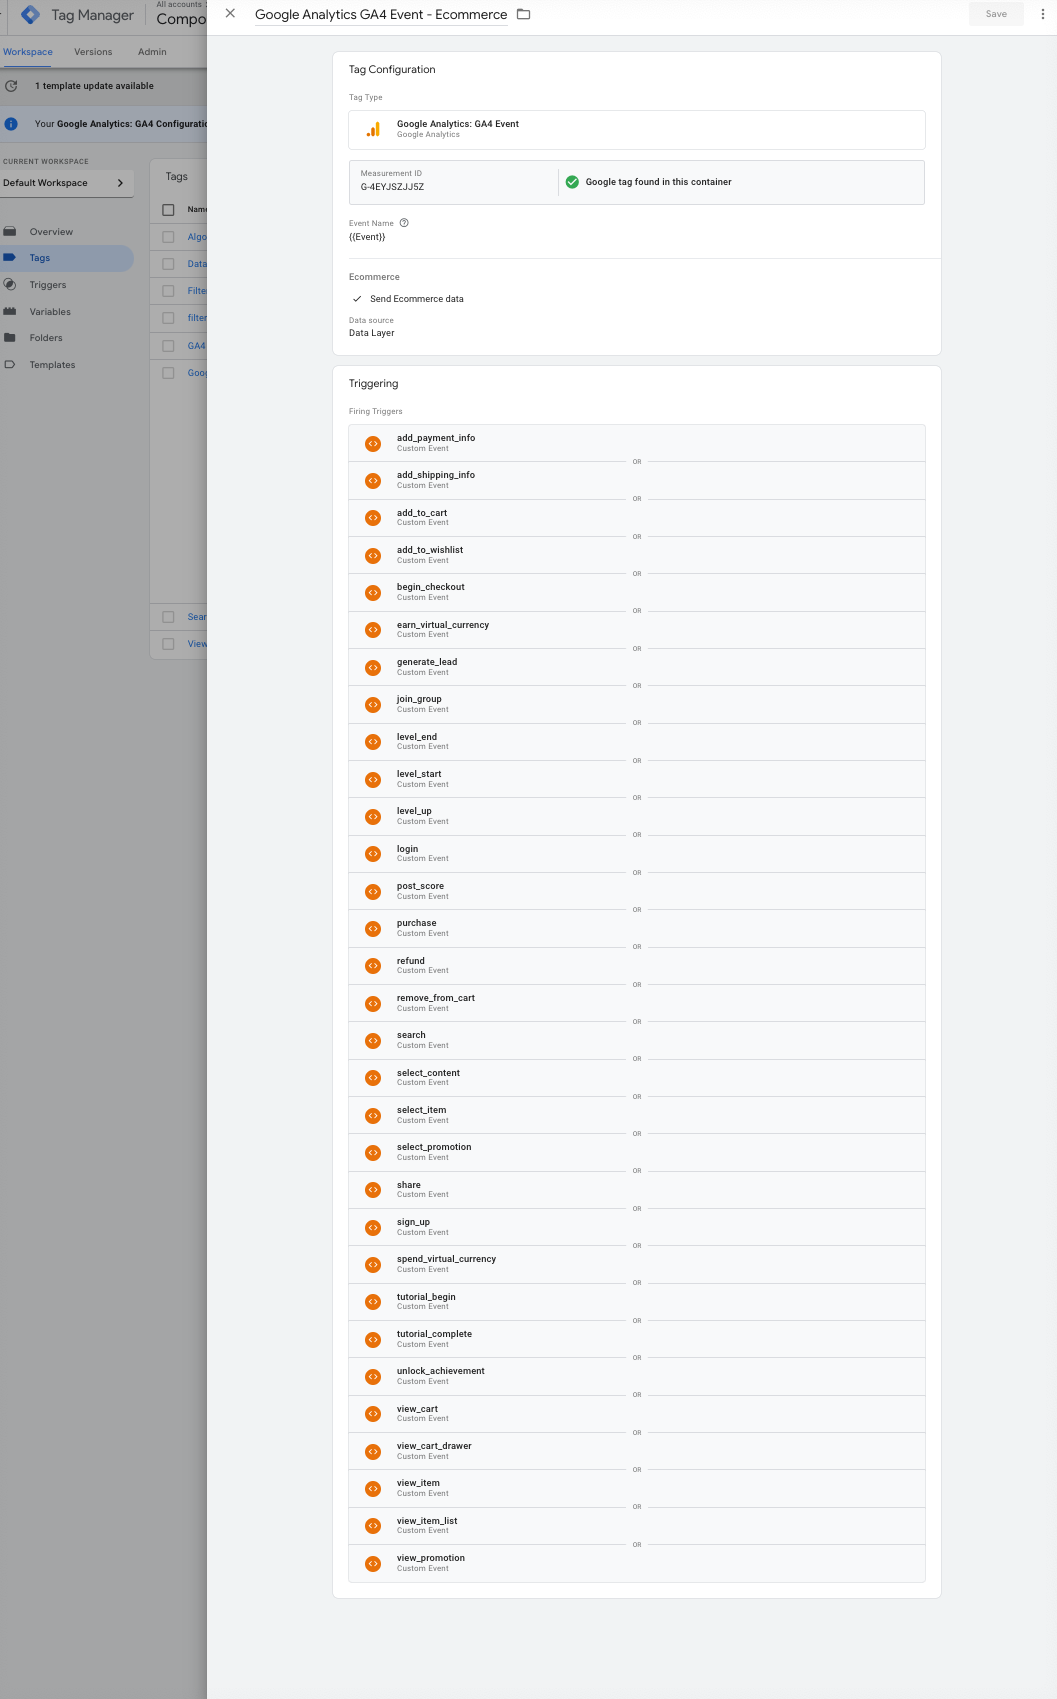 All accounts
Tag Manager
Compo
Google Analytics GA4 Event - Ecommerce
Save
Workspace
Versions
Admin
1 template update available
Your Google Analytics: GA4 Configuratio
CURRENT WORKSPACE
Default Workspace
Overview
Tags
Triggers
Variables
Folders
Templates
Tags
Name
Algo
Data
Filte
filter
GA4
Goog
Sear
View
Tag Configuration
Tag Type
Google Analytics: GA4 Event
Google Analytics
Measurement ID
G-4EYJSZJJ5Z
Google tag found in this container
Event Name
{{Event}}
Ecommerce
Send Ecommerce data
Data source
Data Layer
Triggering
Firing Triggers
add_payment_info
Custom Event
OR
add_shipping_info
Custom Event
OR
add_to_cart
Custom Event
OR
add_to_wishlist
Custom Event
OR
begin_checkout
Custom Event
OR
earn_virtual_currency
Custom Event
OR
generate_lead
Custom Event
OR
join_group
Custom Event
OR
level_end
Custom Event
OR
level_start
Custom Event
OR
level_up
Custom Event
OR
login
Custom Event
OR
post_score
Custom Event
OR
purchase
Custom Event
OR
refund
Custom Event
OR
remove_from_cart
Custom Event
OR
search
Custom Event
OR
select_content
Custom Event
OR
select_item
Custom Event
OR
select_promotion
Custom Event
OR
share
Custom Event
OR
sign_up
Custom Event
OR
spend_virtual_currency
Custom Event
OR
tutorial_begin
Custom Event
OR
tutorial_complete
Custom Event
OR
unlock_achievement
Custom Event
OR
view_cart
Custom Event
OR
view_cart_drawer
Custom Event
OR
view_item
Custom Event
OR
view_item_list
Custom Event
OR
view_promotion
Custom Event